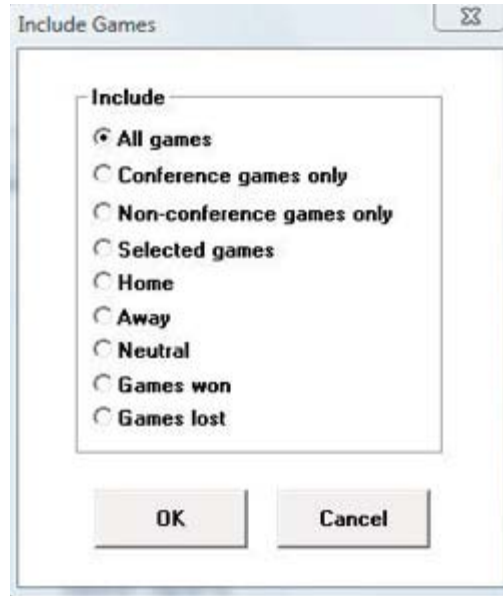 Include Games
Include
All games
Conference games only
Non-conference games only
Selected games
Home
Away
Neutral
Games won
Games lost
OK
Cancel